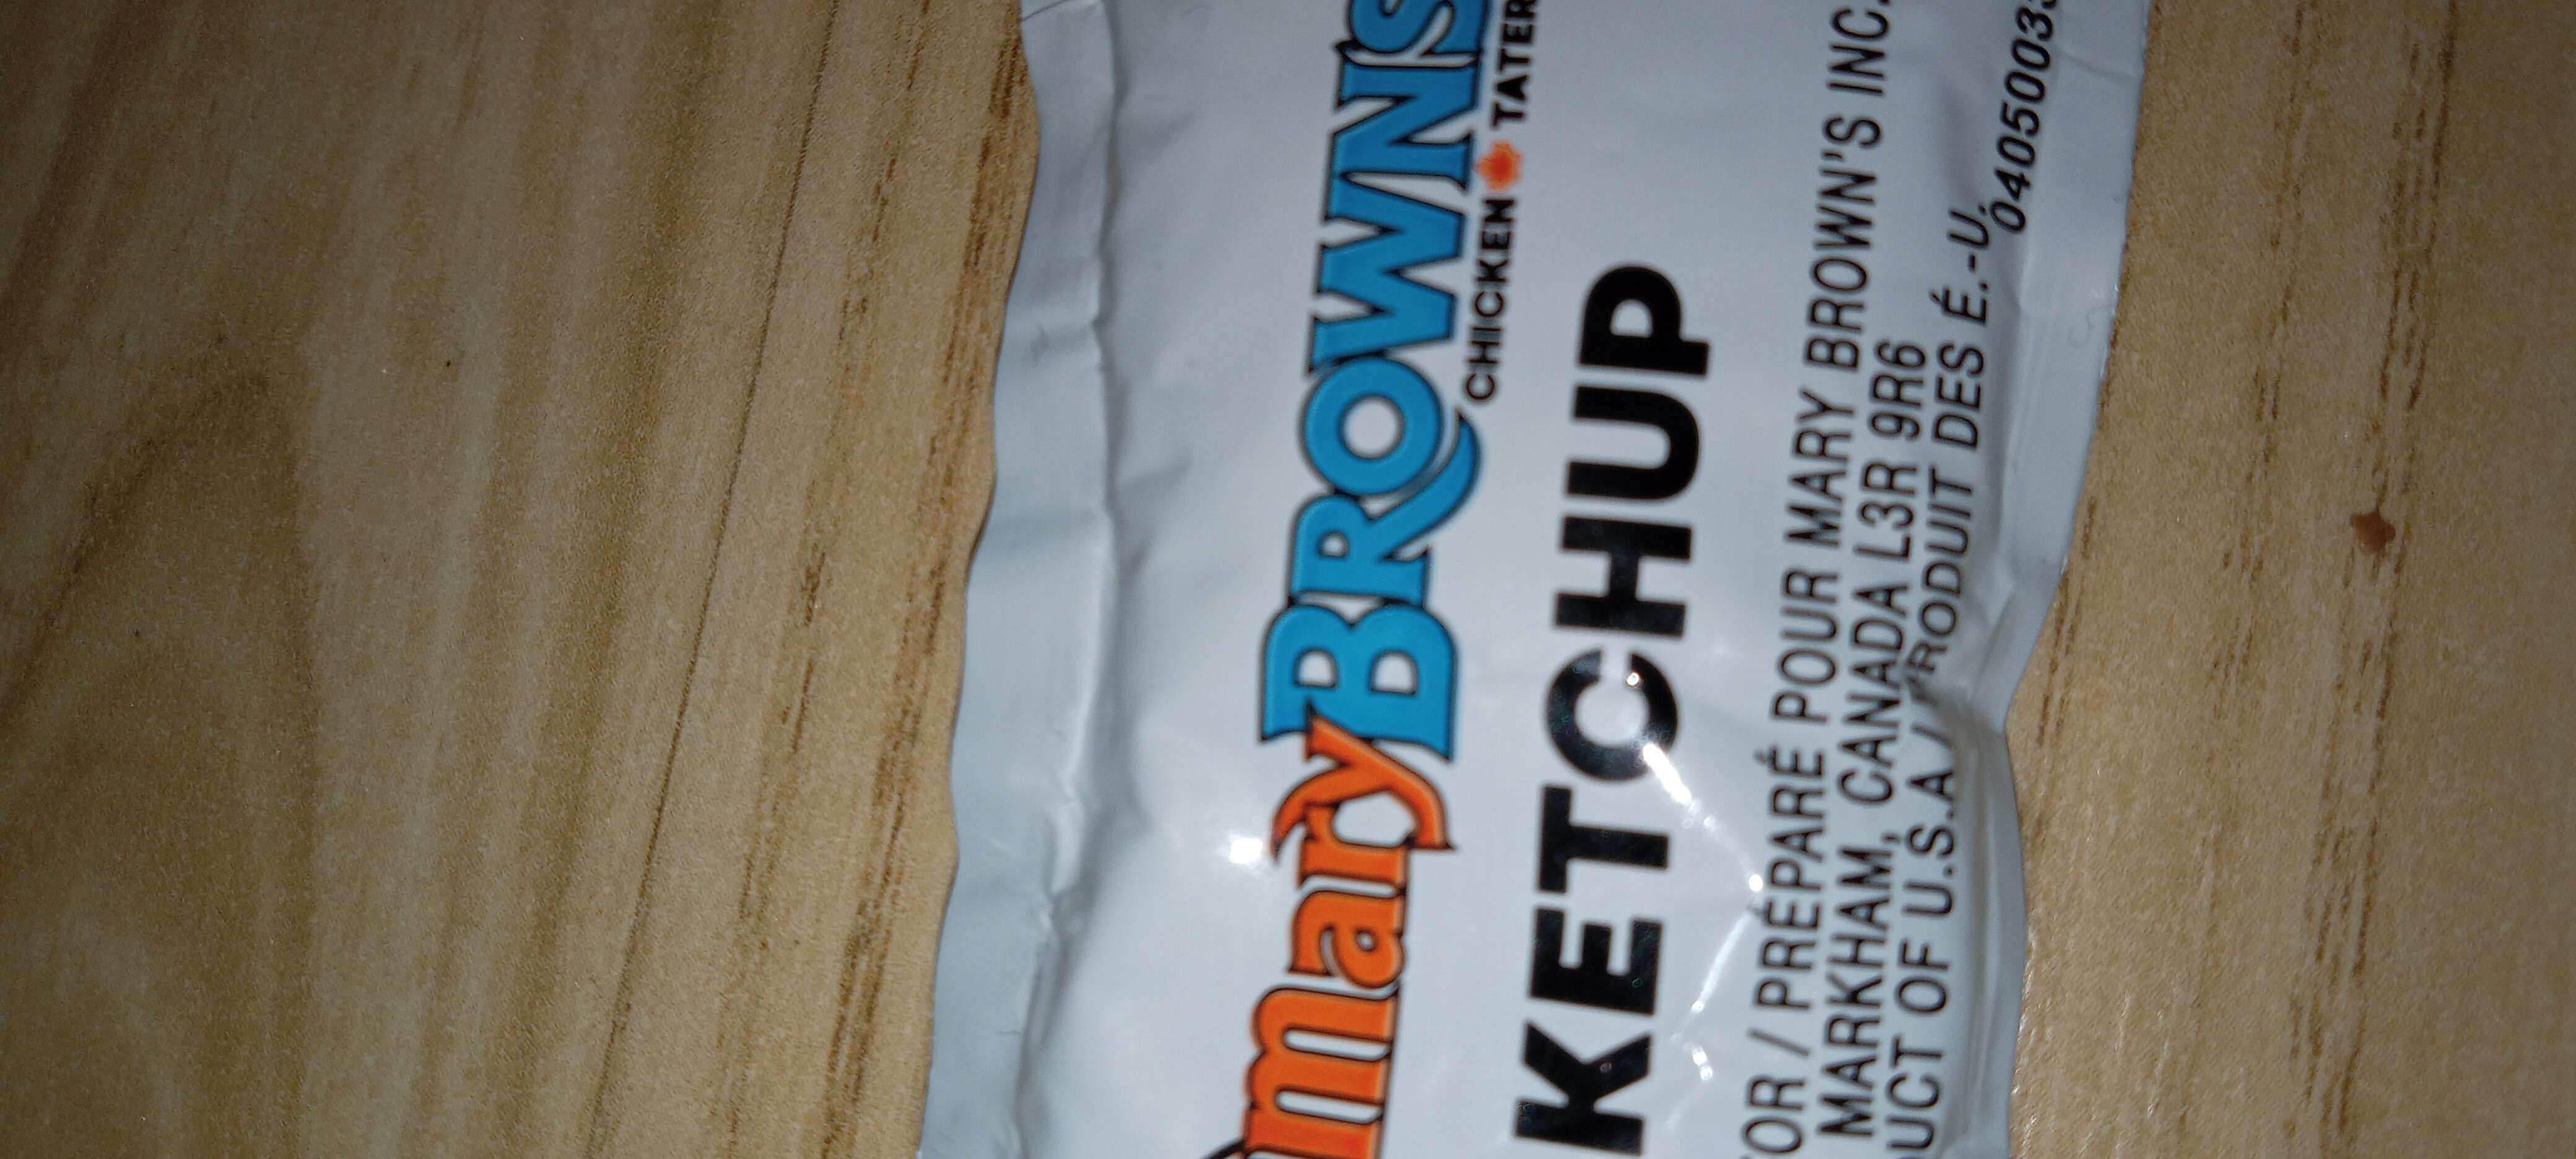 mary BROWNS
CHICKEN TATER
KETCHUP
OR / PRÉPARÉ POUR MARY BROWN'S INC.
MARKHAM, CANADA L3R 9R6
UCT OF U.S.A / PRODUIT DES É.-U.
04050033